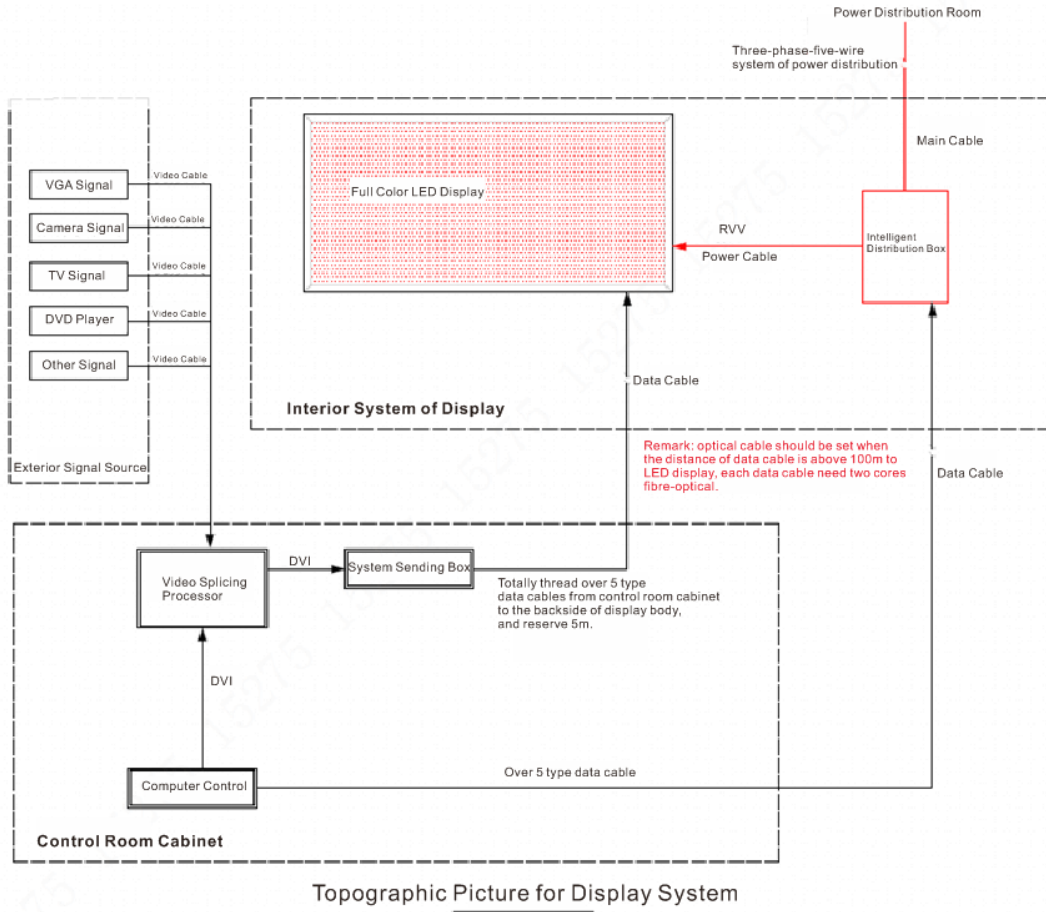 Power Distribution Room
Three-phase-five-wire
system of power distribution
Main Cable
VGA Signal
Video Cable
Camera Signal
Video Cable
TV Signal
Video Cable
DVD Player
Video Cable
Other Signal
Video Cable
Exterior Signal Source
Full Color LED Display
RVV
Power Cable
Intelligent
Distribution Box
Data Cable
Interior System of Display
Remark: optical cable should be set when
the distance of data cable is above 100m to
LED display, each data cable need two cores
fibre-optical.
Data Cable
Video Splicing
Processor
DVI
System Sending Box
Totally thread over 5 type
data cables from control room cabinet
to the backside of display body,
and reserve 5m.
DVI
Computer Control
Over 5 type data cable
Control Room Cabinet
Topographic Picture for Display System
15275 15275 15275 15275 15275 15275